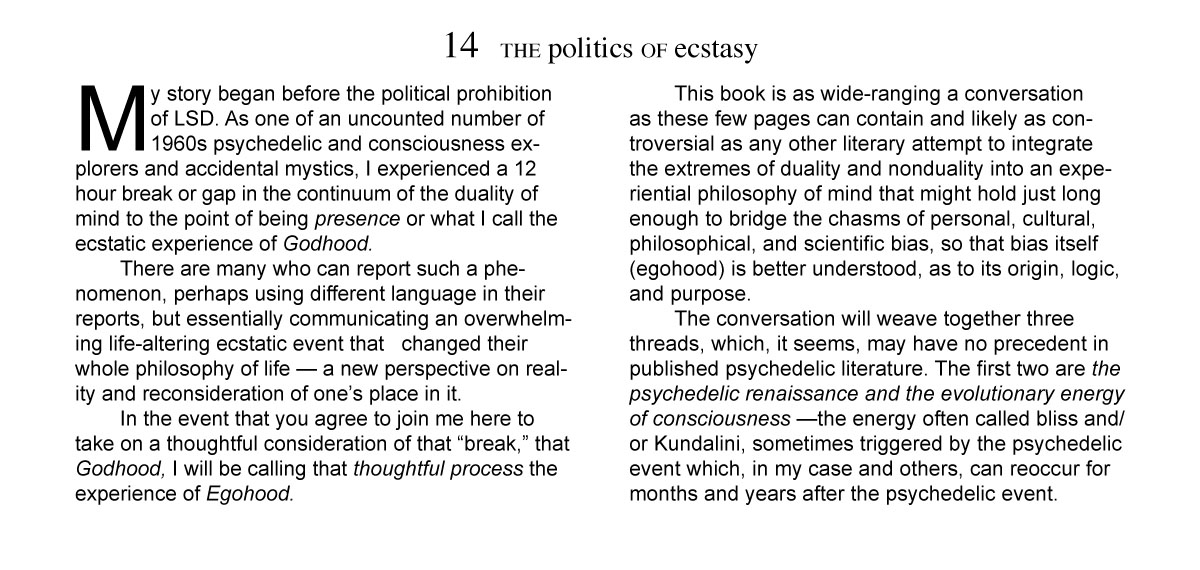 14 THE politics OF ecstasy
My story began before the political prohibition
of LSD. As one of an uncounted number of
1960s psychedelic and consciousness ex-
plorers and accidental mystics, I experienced a 12
hour break or gap in the continuum of the duality of
mind to the point of being presence or what I call the
ecstatic experience of Godhood.
There are many who can report such a phe-
nomenon, perhaps using different language in their
reports, but essentially communicating an overwhelm-
ing life-altering ecstatic event that changed their
whole philosophy of life — a new perspective on real-
ity and reconsideration of one’s place in it.
In the event that you agree to join me here to
take on a thoughtful consideration of that “break,” that
Godhood, I will be calling that thoughtful process the
experience of Egohood.
This book is as wide-ranging a conversation
as these few pages can contain and likely as con-
troversial as any other literary attempt to integrate
the extremes of duality and nonduality into an expe-
riential philosophy of mind that might hold just long
enough to bridge the chasms of personal, cultural,
philosophical, and scientific bias, so that bias itself
(egohood) is better understood, as to its origin, logic,
and purpose.
The conversation will weave together three
threads, which, it seems, may have no precedent in
published psychedelic literature. The first two are the
psychedelic renaissance and the evolutionary energy
of consciousness —the energy often called bliss and/
or Kundalini, sometimes triggered by the psychedelic
event which, in my case and others, can reoccur for
months and years after the psychedelic event.